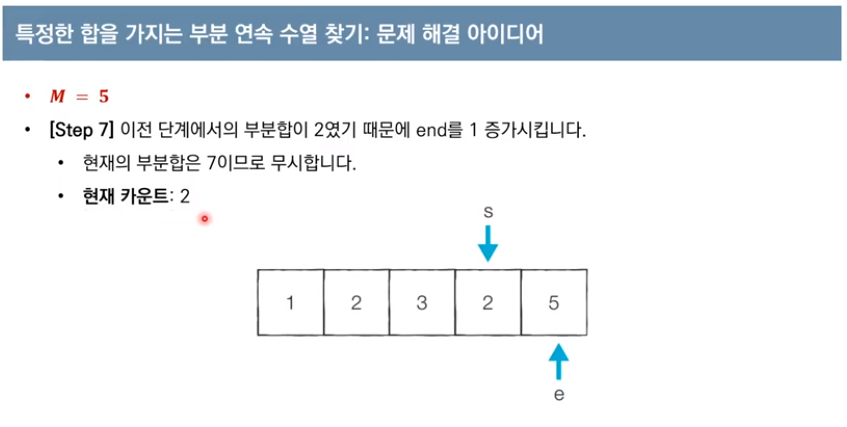 특정한 합을 가지는 부분 연속 수열 찾기: 문제 해결 아이디어
• M = 5
• [Step 7] 이전 단계에서의 부분합이 2였기 때문에 end를 1 증가시킵니다.
• 현재의 부분합은 7이므로 무시합니다.
• 현재 카운트: 2
s
1 2 3 2 5
e